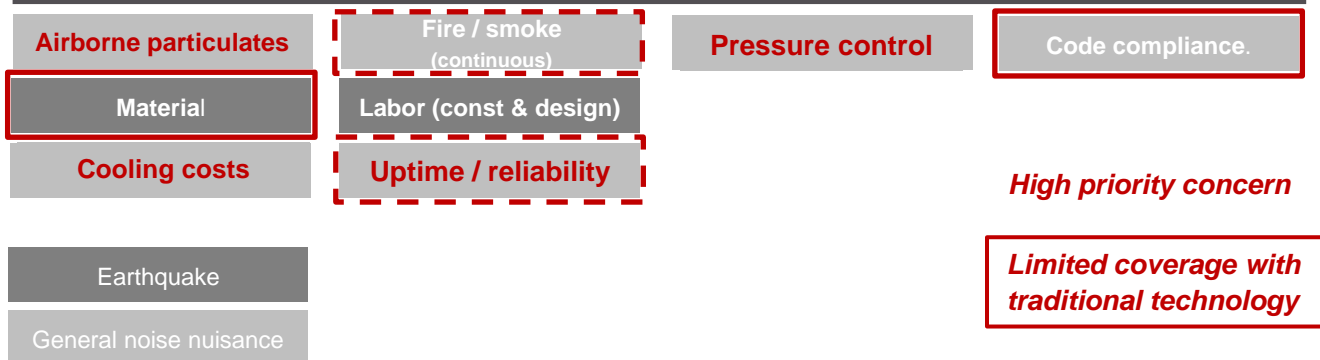 Airborne particulates
Fire / smoke
(continuous)
Pressure control
Code compliance.
Material
Labor (const & design)
Cooling costs
Uptime / reliability
High priority concern
Earthquake
Limited coverage with
traditional technology
General noise nuisance